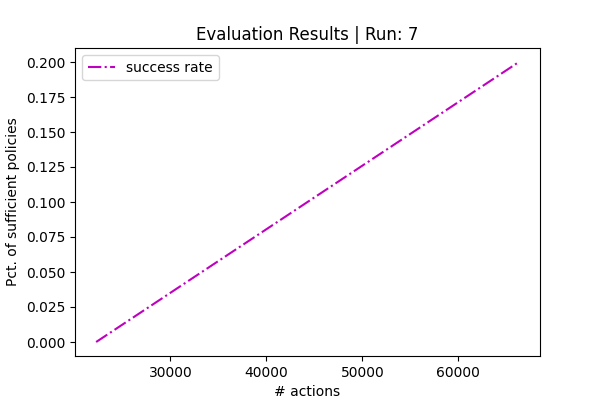 Evaluation Results | Run: 7
success rate
Pct. of sufficient policies
0.200
0.175
0.150
0.125
0.100
0.075
0.050
0.025
0.000
30000 40000 50000 60000
# actions